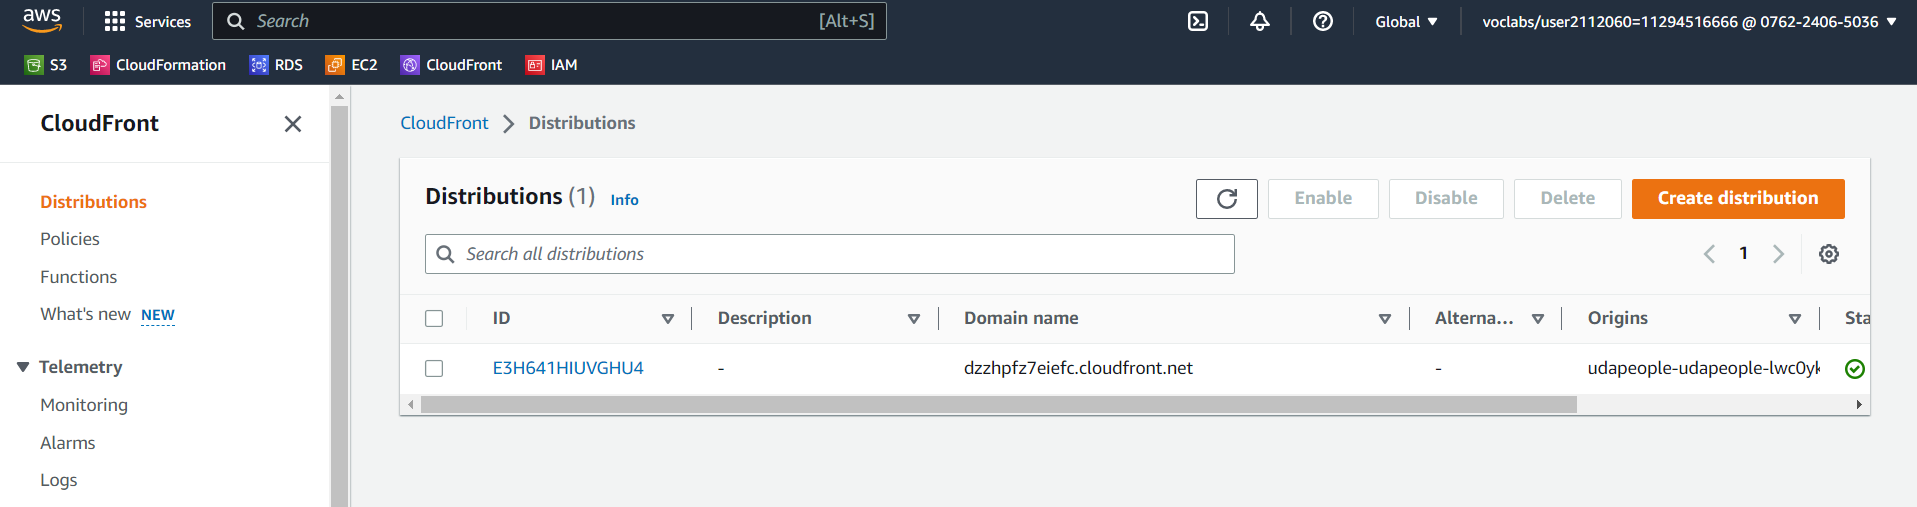 aws
Services
Search
[Alt+S]
Global
voclabs/user2112060=11294516666 @ 0762-2406-5036
S3
CloudFormation
RDS
EC2
CloudFront
IAM
CloudFront
Distributions
Policies
Functions
What's new NEW
Telemetry
Monitoring
Alarms
Logs
CloudFront
Distributions
Distributions (1) Info
Enable
Disable
Delete
Create distribution
Search all distributions
1
ID
Description
Domain name
Alterna...
Origins
Sta
E3H641HIUVGHU4
-
dzzhpfz7eiefc.cloudfront.net
-
udapeople-udapeople-lwc0yk